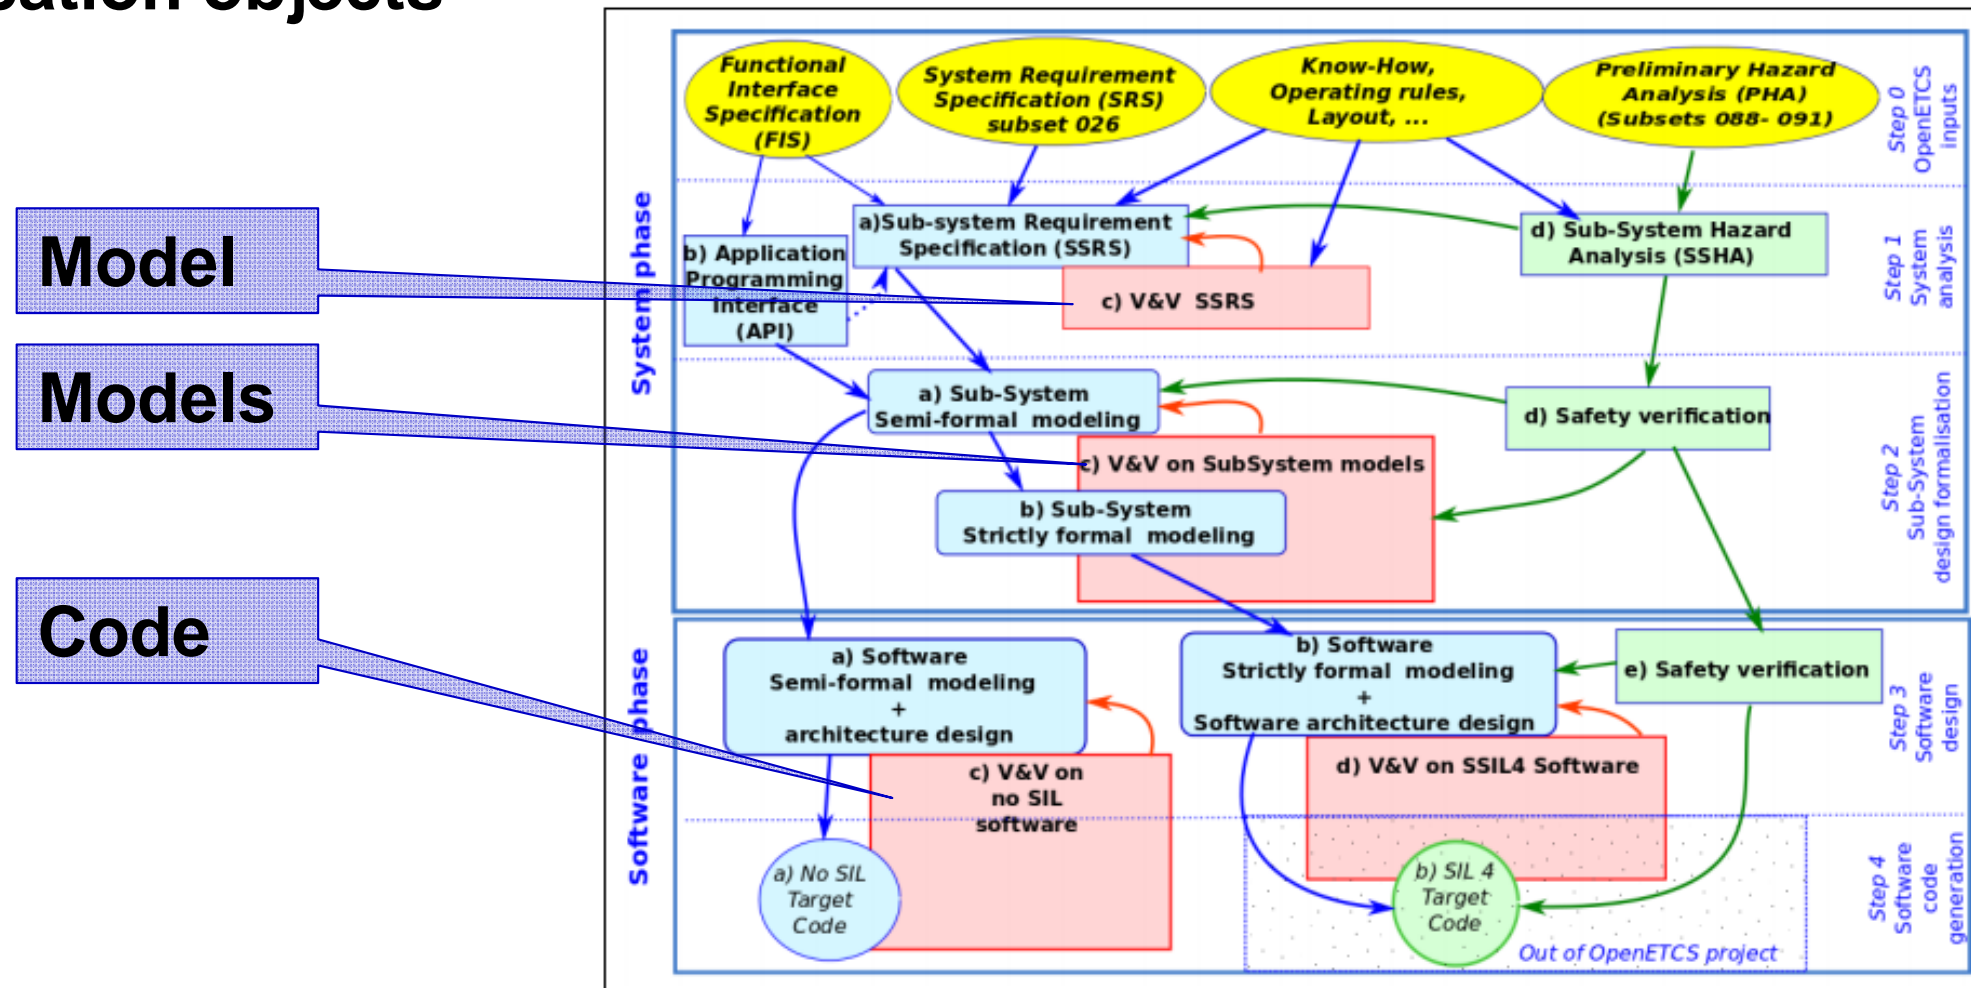 objects
Model
Models
Code
System phase
Software phase
Functional
Interface
Specification
(FIS)
System Requirement
Specification (SRS)
subset 026
Know-How,
Operating rules,
Layout, ...
Preliminary Hazard
Analysis (PHA)
(Subsets 088- 091)
Step 0
OpenETCS
inputs
a)Sub-system Requirement
Specification (SSRS)
b) Application
Programming
Interface
(API)
c) V&V SSRS
d) Sub-System Hazard
Analysis (SSHA)
Step 1
System
analysis
a) Sub-System
Semi-formal modeling
c) V&V on SubSystem models
b) Sub-System
Strictly formal modeling
d) Safety verification
Step 2
Sub-System
design formalisation
a) Software
Semi-formal modeling
+
architecture design
b) Software
Strictly formal modeling
+
Software architecture design
e) Safety verification
c) V&V on
no SIL
software
d) V&V on SSIL4 Software
Step 3
Software
design
a) No SIL
Target
Code
b) SIL 4
Target
Code
Out of OpenETCS project
Step 4
Software
code
generation